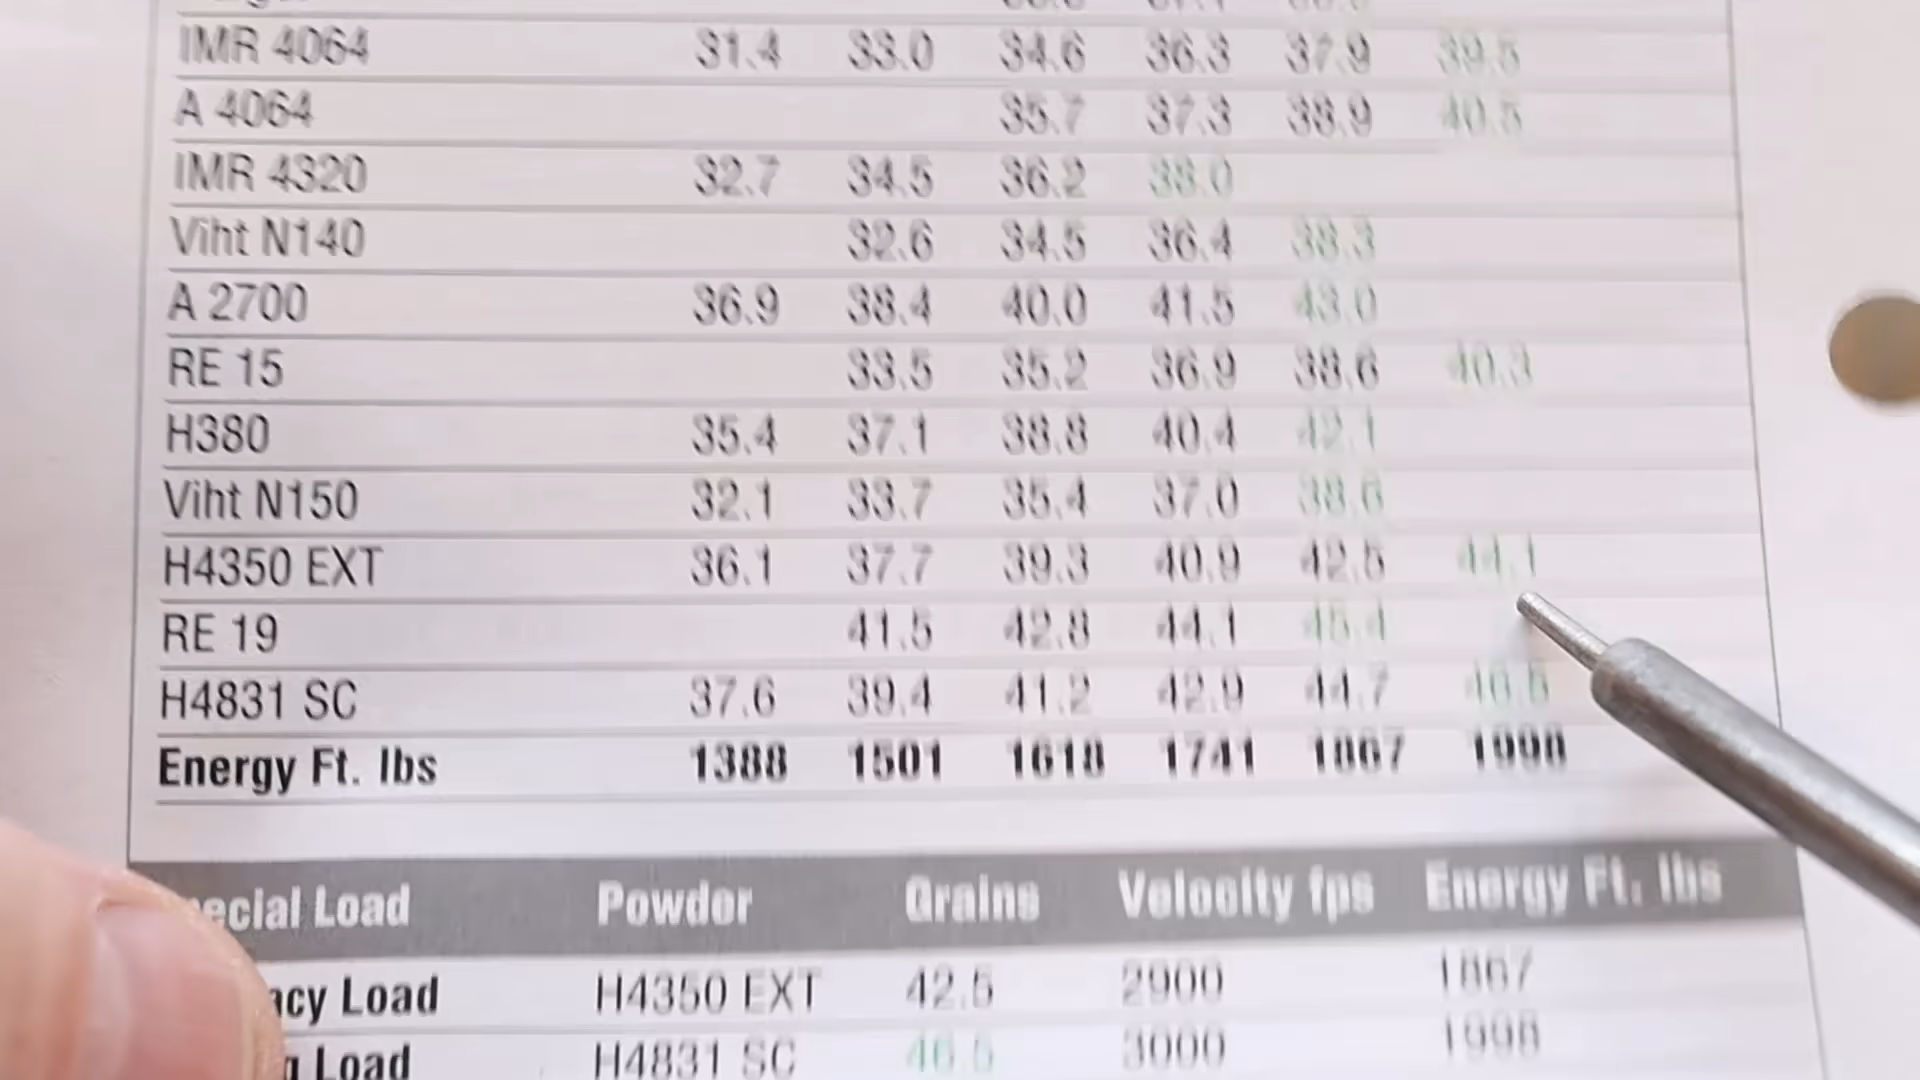 IMR 4064 31.4 33.0 34.6 36.3 37.9 39.5
A 4064 35.7 37.3 38.9 40.5
IMR 4320 32.7 34.5 36.2 38.0
Viht N140 32.6 34.5 36.4 38.3
A 2700 36.9 38.4 40.0 41.5 43.0
RE 15 33.5 35.2 36.9 38.6 40.3
H380 35.4 37.1 38.8 40.4 42.1
Viht N150 32.1 33.7 35.4 37.0 38.6
H4350 EXT 36.1 37.7 39.3 40.9 42.5 44.1
RE 19 41.5 42.8 44.1 45.4
H4831 SC 37.6 39.4 41.2 42.9 44.7 46.5
Energy Ft. lbs 1388 1501 1618 1741 1867 1998
ecial Load Powder Grains Velocity fps Energy Ft. lbs
acy Load H4350 EXT 42.5 2900 1867
Load H4831 SC 46.5 3000 1998